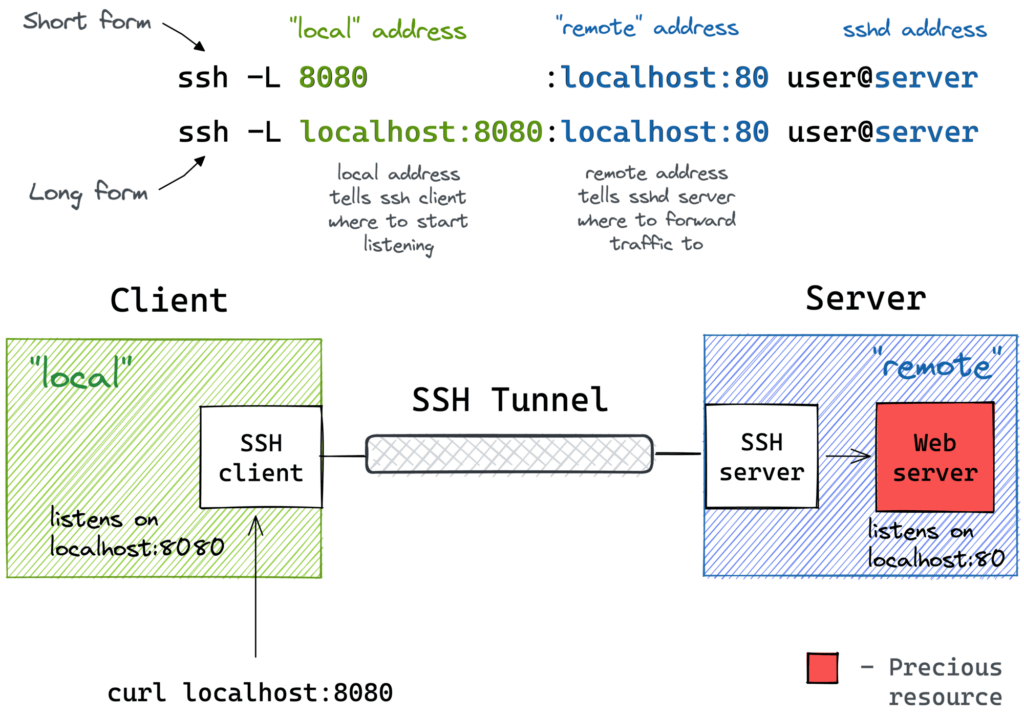 Short form
"local" address
"remote" address
sshd address
ssh -L 8080 :localhost:80 user@server
ssh -L localhost:8080:localhost:80 user@server
Long form
local address
tells ssh client
where to start
listening
remote address
tells sshd server
where to forward
traffic to
Client
Server
"local"
"remote"
SSH Tunnel
SSH
client
SSH
server
Web
server
listens on
localhost:8080
listens on
localhost:80
curl localhost:8080
- Precious
resource